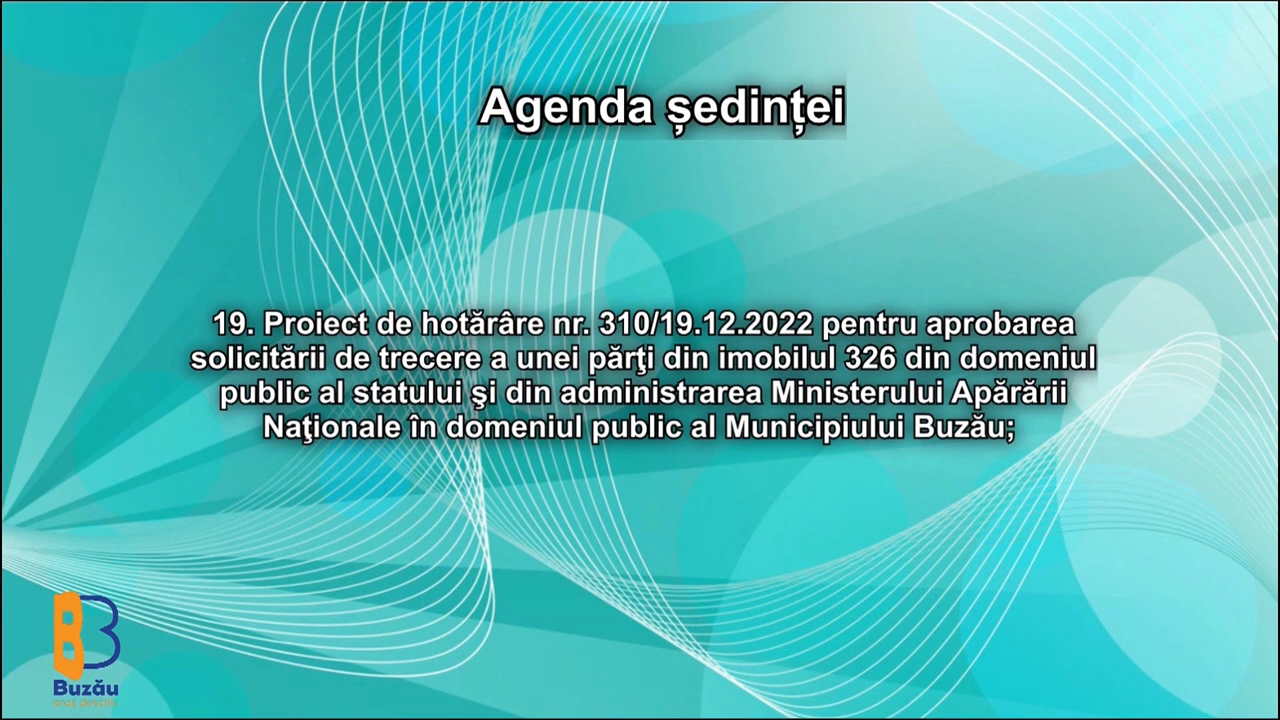 Agenda ședinței
19. Proiect de hotărâre nr. 310/19.12.2022 pentru aprobarea
solicitării de trecere a unei părţi din imobilul 326 din domeniul
public al statului şi din administrarea Ministerului Apărării
Naţionale în domeniul public al Municipiului Buzău;
Buzău
oraș deschis